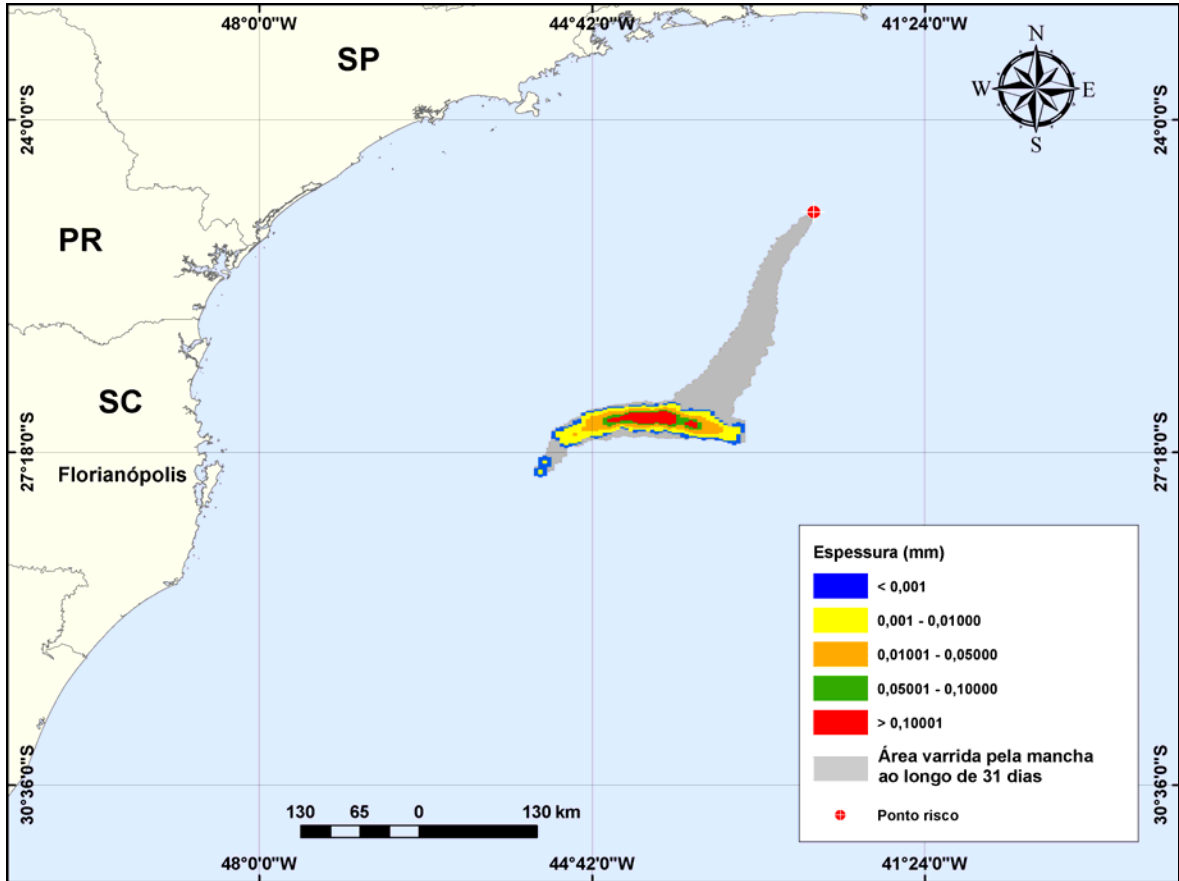 48°0'0"W
44°42'0"W
41°24'0"W
SP
N
W
E
S
24°0'0"S
24°0'0"S
PR
SC
27°18'0"S
27°18'0"S
Florianópolis
Espessura (mm)
< 0,001
0,001 - 0,01000
0,01001 - 0,05000
0,05001 - 0,10000
> 0,10001
Área varrida pela mancha
ao longo de 31 dias
Ponto risco
30°36'0"S
30°36'0"S
130 65 0 130 km
48°0'0"W
44°42'0"W
41°24'0"W